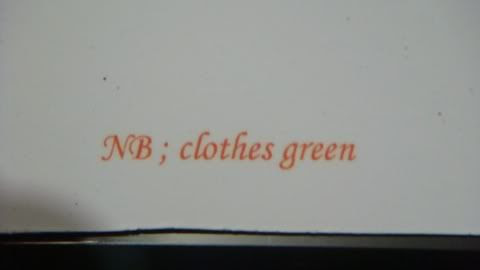 NB ; clothes green